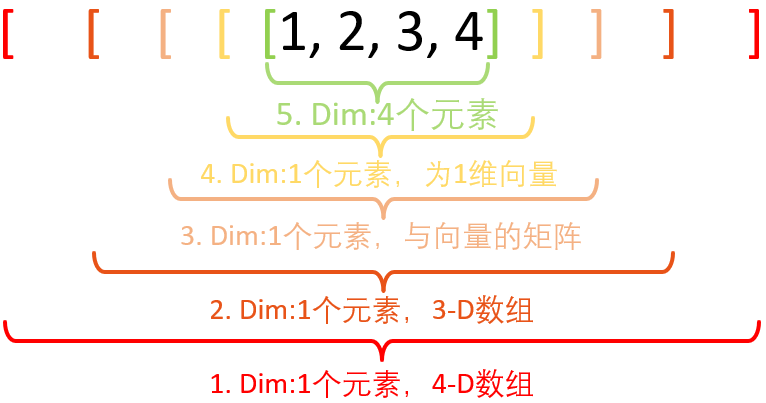 [ [ [ [ [1, 2, 3, 4] ] ] ] ]
5. Dim:4个元素
4. Dim:1个元素，为1维向量
3. Dim:1个元素，与向量的矩阵
2. Dim:1个元素，3-D数组
1. Dim:1个元素，4-D数组